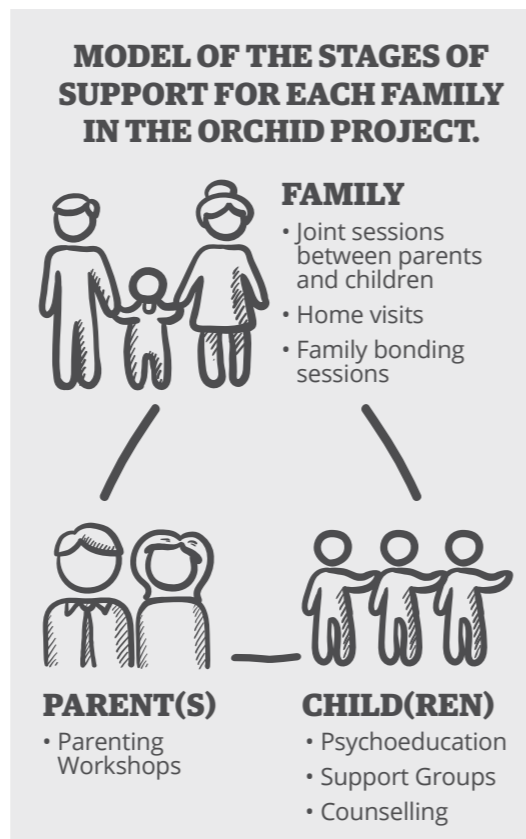 MODEL OF THE STAGES OF
SUPPORT FOR EACH FAMILY
IN THE ORCHID PROJECT.
FAMILY
• Joint sessions
between parents
and children
• Home visits
• Family bonding
sessions
PARENT(S)
• Parenting
Workshops
CHILD(REN)
• Psychoeducation
• Support Groups
• Counselling